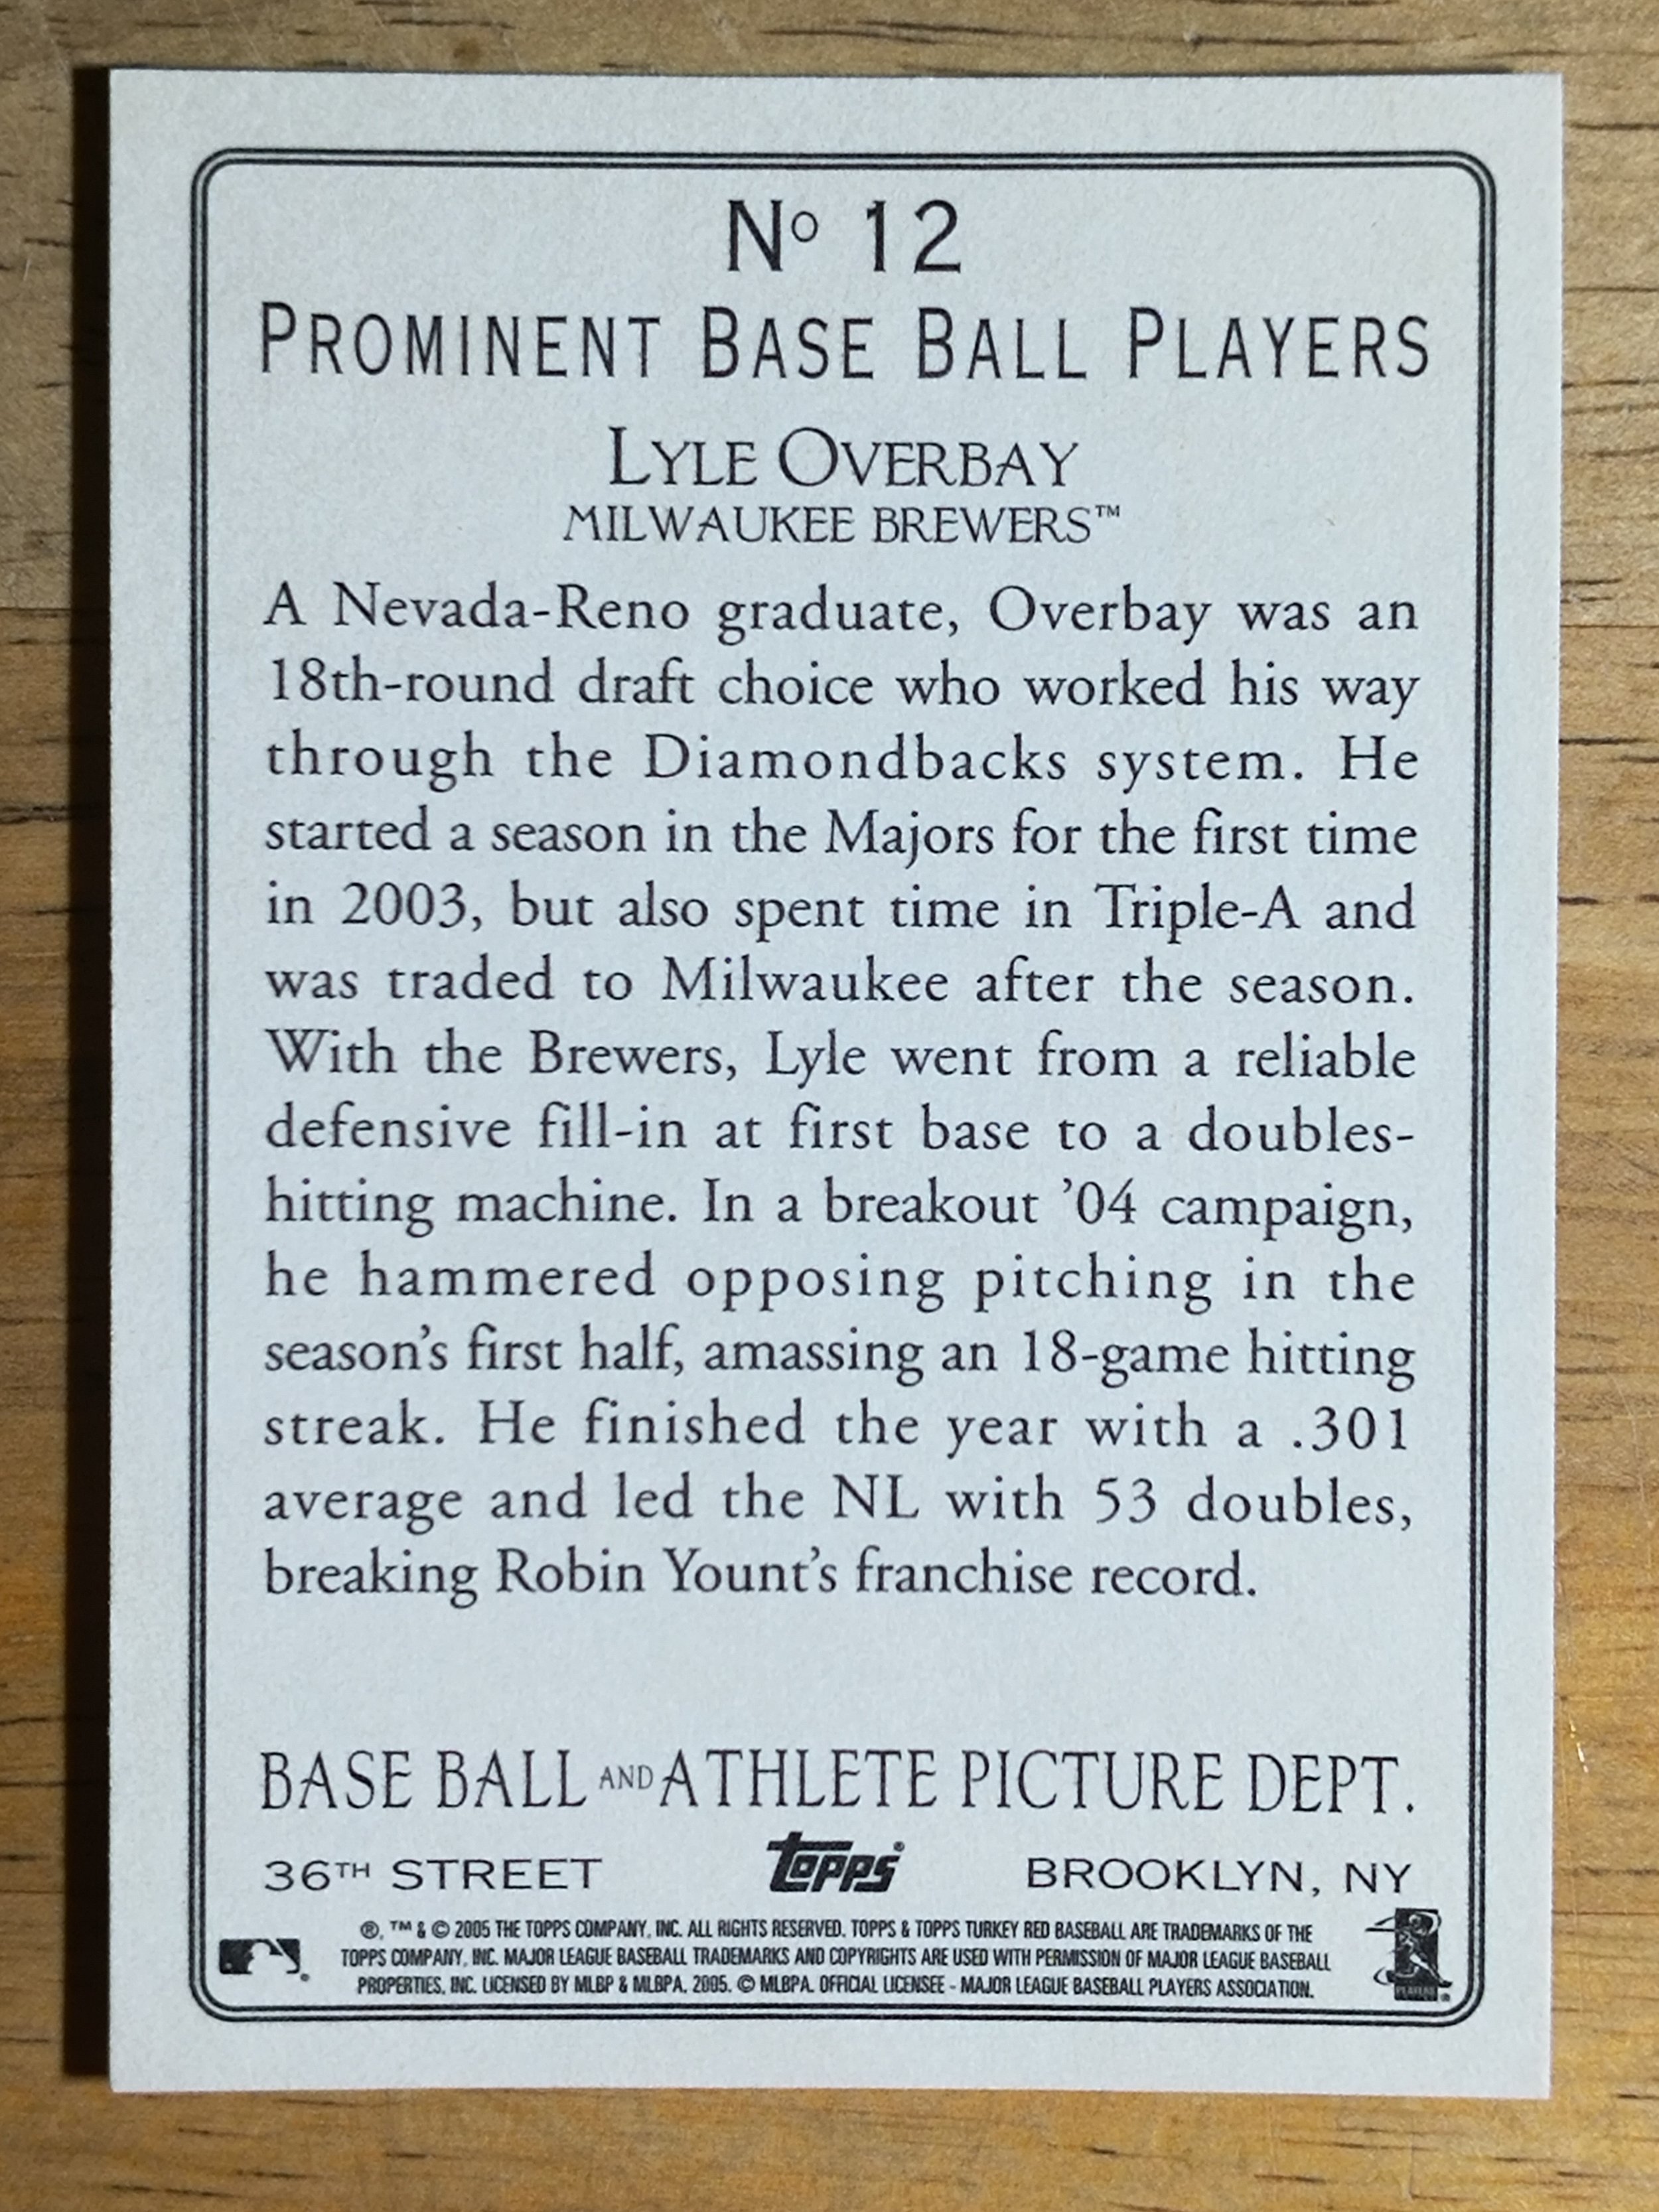 Nº 12
PROMINENT BASE BALL PLAYERS
LYLE OVERBAY
MILWAUKEE BREWERS™
A Nevada-Reno graduate, Overbay was an
18th-round draft choice who worked his way
through the Diamondbacks system. He
started a season in the Majors for the first time
in 2003, but also spent time in Triple-A and
was traded to Milwaukee after the season.
With the Brewers, Lyle went from a reliable
defensive fill-in at first base to a doubles-
hitting machine. In a breakout ’04 campaign,
he hammered opposing pitching in the
season’s first half, amassing an 18-game hitting
streak. He finished the year with a .301
average and led the NL with 53 doubles,
breaking Robin Yount’s franchise record.
BASE BALL AND ATHLETE PICTURE DEPT.
36TH STREET topps® BROOKLYN, NY
®, ™ & © 2005 THE TOPPS COMPANY, INC. ALL RIGHTS RESERVED. TOPPS & TOPPS TURKEY RED BASEBALL ARE TRADEMARKS OF THE
TOPPS COMPANY, INC. MAJOR LEAGUE BASEBALL TRADEMARKS AND COPYRIGHTS ARE USED WITH PERMISSION OF MAJOR LEAGUE BASEBALL
PROPERTIES, INC. LICENSED BY MLBP & MLBPA, 2005. © MLBPA. OFFICIAL LICENSEE - MAJOR LEAGUE BASEBALL PLAYERS ASSOCIATION.